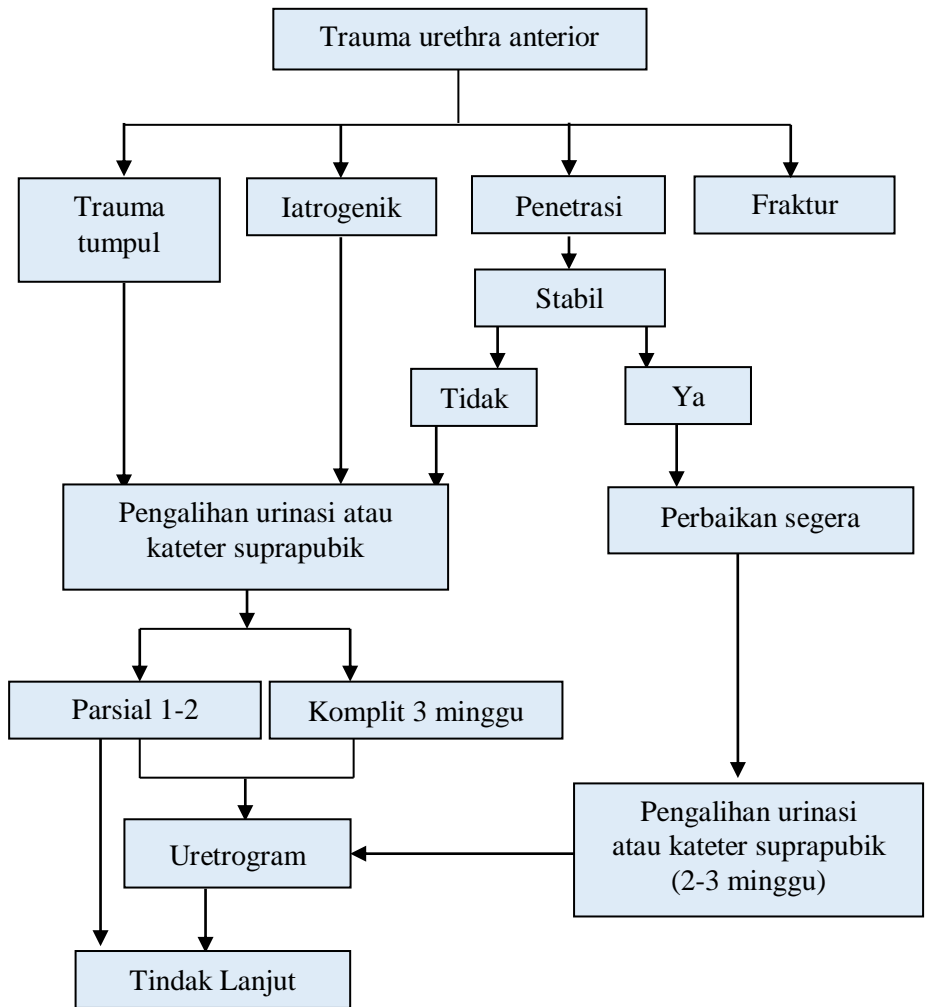 Trauma urethra anterior
Trauma
tumpul
Iatrogenik
Penetrasi
Fraktur
Stabil
Tidak
Ya
Pengalihan urinasi atau
kateter suprapubik
Perbaikan segera
Parsial 1-2
Komplit 3 minggu
Pengalihan urinasi
atau kateter suprapubik
(2-3 minggu)
Uretrogram
Tindak Lanjut